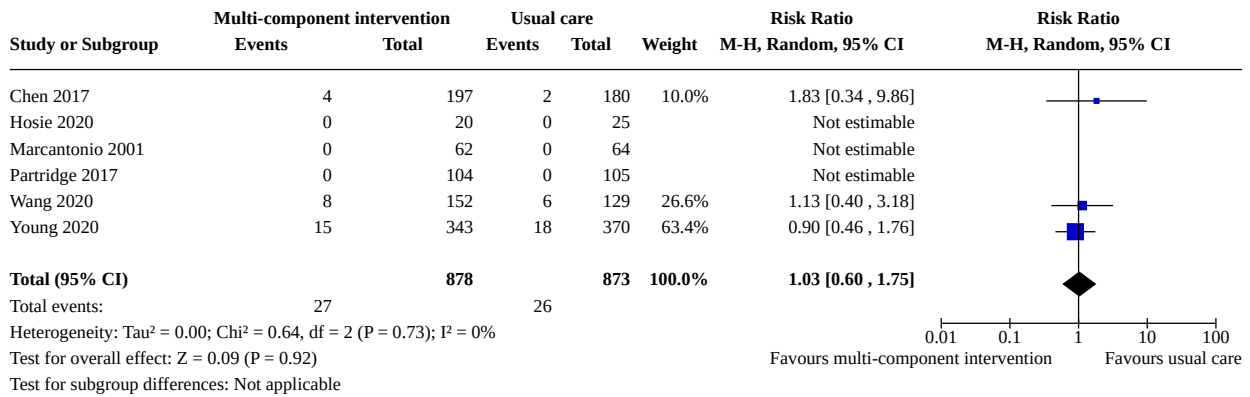 Multi-component intervention Usual care Risk Ratio Risk Ratio
Study or Subgroup Events Total Events Total Weight M-H, Random, 95% CI M-H, Random, 95% CI
Chen 2017 4 197 2 180 10.0% 1.83 [0.34 , 9.86]
Hosie 2020 0 20 0 25 Not estimable
Marcantonio 2001 0 62 0 64 Not estimable
Partridge 2017 0 104 0 105 Not estimable
Wang 2020 8 152 6 129 26.6% 1.13 [0.40 , 3.18]
Young 2020 15 343 18 370 63.4% 0.90 [0.46 , 1.76]
Total (95% CI) 878 873 100.0% 1.03 [0.60 , 1.75]
Total events: 27 26
Heterogeneity: Tau² = 0.00; Chi² = 0.64, df = 2 (P = 0.73); I² = 0%
0.01 0.1 1 10 100
Test for overall effect: Z = 0.09 (P = 0.92) Favours multi-component intervention Favours usual care
Test for subgroup differences: Not applicable